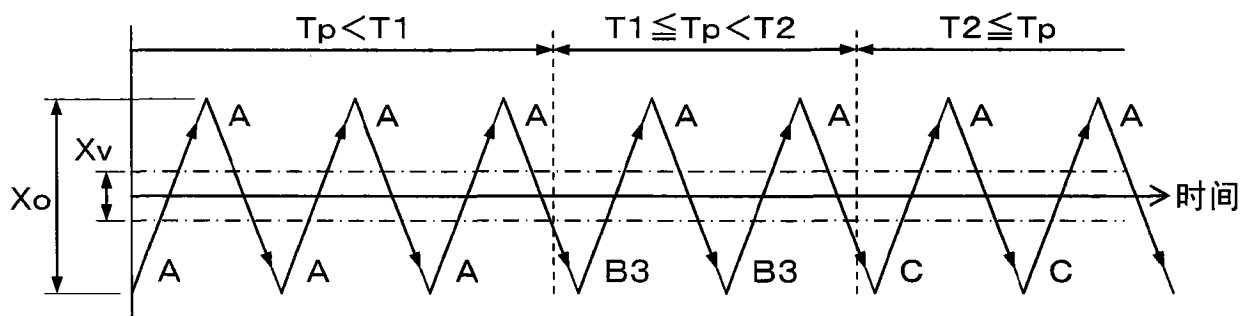 Tp<T1 T1≦Tp<T2 T2≦Tp
A A A A A A A
Xv
Xo
时间
A A A B3 B3 C C